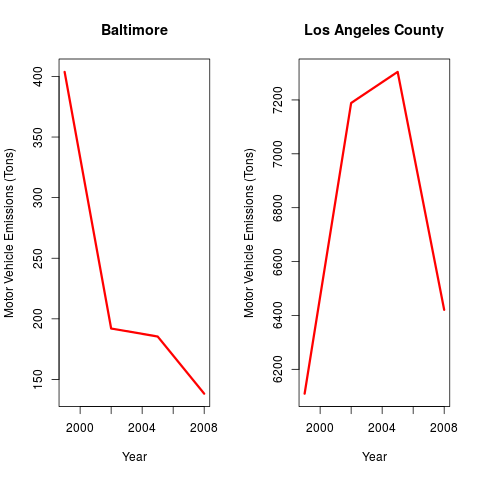 Baltimore
Motor Vehicle Emissions (Tons)
400
350
300
250
200
150
2000 2004 2008
Year
Los Angeles County
Motor Vehicle Emissions (Tons)
7200
7000
6800
6600
6400
6200
2000 2004 2008
Year